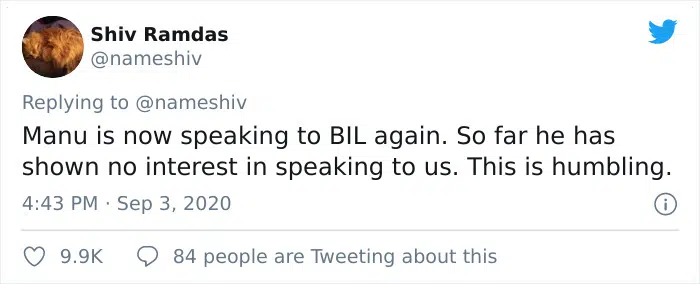 Shiv Ramdas
@nameshiv
Replying to @nameshiv
Manu is now speaking to BIL again. So far he has
shown no interest in speaking to us. This is humbling.
4:43 PM · Sep 3, 2020
9.9K 84 people are Tweeting about this